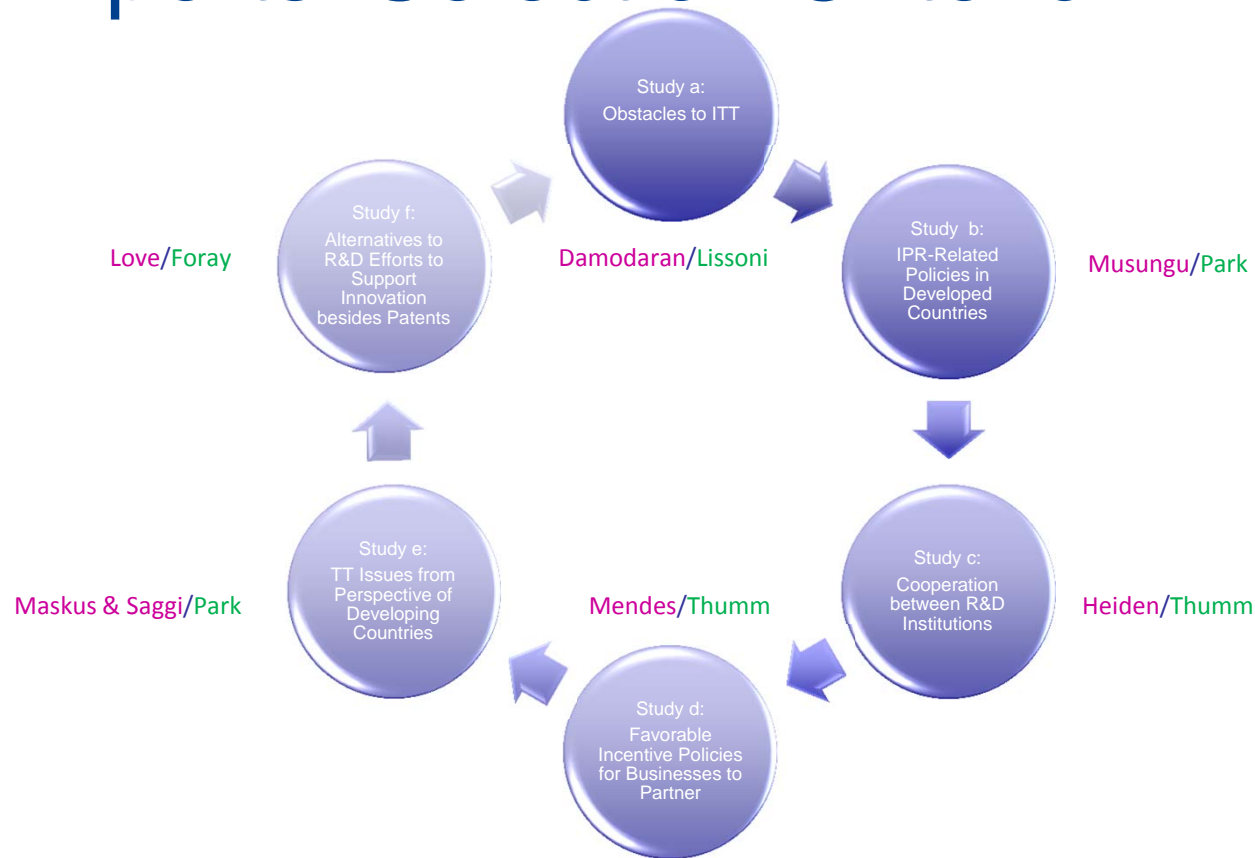 Study a:
Obstacles to ITT
Study b:
IPR-Related
Policies in
Developed
Countries
Musungu/Park
Study c:
Cooperation
between R&D
Institutions
Heiden/Thumm
Study d:
Favorable
Incentive Policies
for Businesses to
Partner
Mendes/Thumm
Study e:
TT Issues from
Perspective of
Developing
Countries
Maskus & Saggi/Park
Study f:
Alternatives to
R&D Efforts to
Support
Innovation
besides Patents
Love/Foray
Damodaran/Lissoni